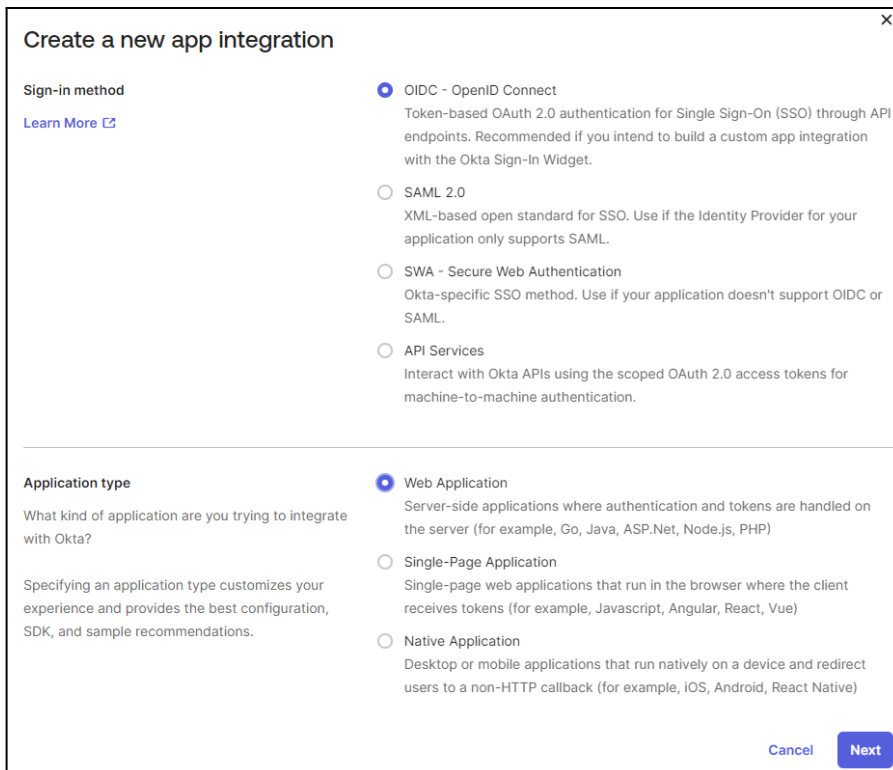 Create a new app integration
×
Sign-in method
Learn More
OIDC - OpenID Connect
Token-based OAuth 2.0 authentication for Single Sign-On (SSO) through API
endpoints. Recommended if you intend to build a custom app integration
with the Okta Sign-In Widget.
SAML 2.0
XML-based open standard for SSO. Use if the Identity Provider for your
application only supports SAML.
SWA - Secure Web Authentication
Okta-specific SSO method. Use if your application doesn't support OIDC or
SAML.
API Services
Interact with Okta APIs using the scoped OAuth 2.0 access tokens for
machine-to-machine authentication.
Application type
What kind of application are you trying to integrate
with Okta?
Specifying an application type customizes your
experience and provides the best configuration,
SDK, and sample recommendations.
Web Application
Server-side applications where authentication and tokens are handled on
the server (for example, Go, Java, ASP.Net, Node.js, PHP)
Single-Page Application
Single-page web applications that run in the browser where the client
receives tokens (for example, Javascript, Angular, React, Vue)
Native Application
Desktop or mobile applications that run natively on a device and redirect
users to a non-HTTP callback (for example, iOS, Android, React Native)
Cancel
Next